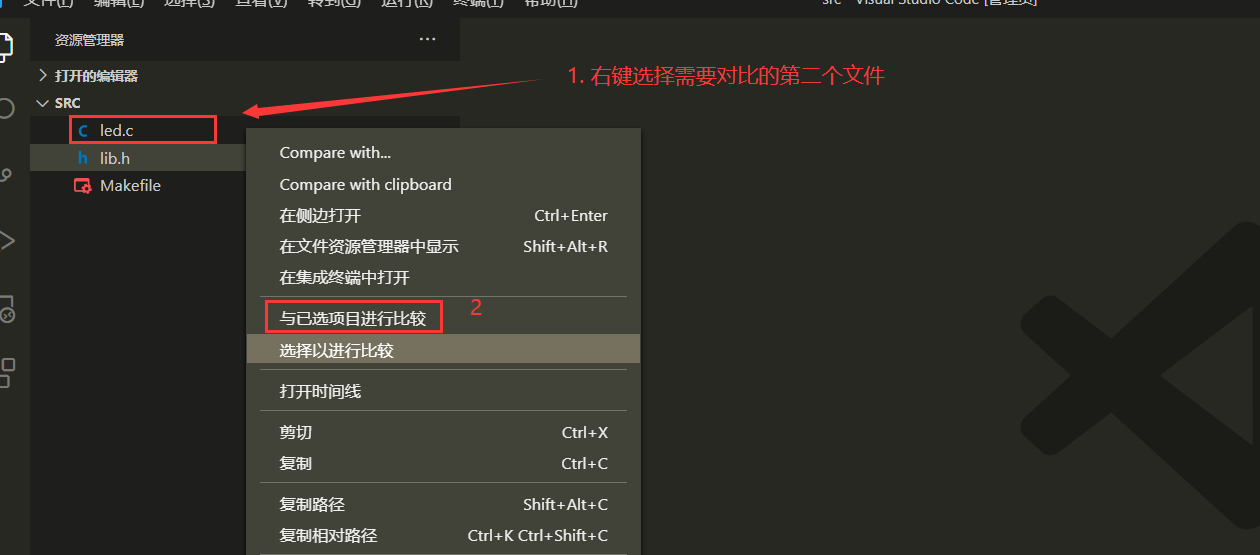 文件(F) 编辑(E) 选择(S) 查看(V) 转到(G) 运行(R) 终端(T) 帮助(H) src - Visual Studio Code [管理员]
资源管理器 ...
打开的编辑器
SRC
1. 右键选择需要对比的第二个文件
C led.c
h lib.h
Makefile
Compare with...
Compare with clipboard
在侧边打开 Ctrl+Enter
在文件资源管理器中显示 Shift+Alt+R
在集成终端中打开
与已选项目进行比较 2
选择以进行比较
打开时间线
剪切 Ctrl+X
复制 Ctrl+C
复制路径 Shift+Alt+C
复制相对路径 Ctrl+K Ctrl+Shift+C